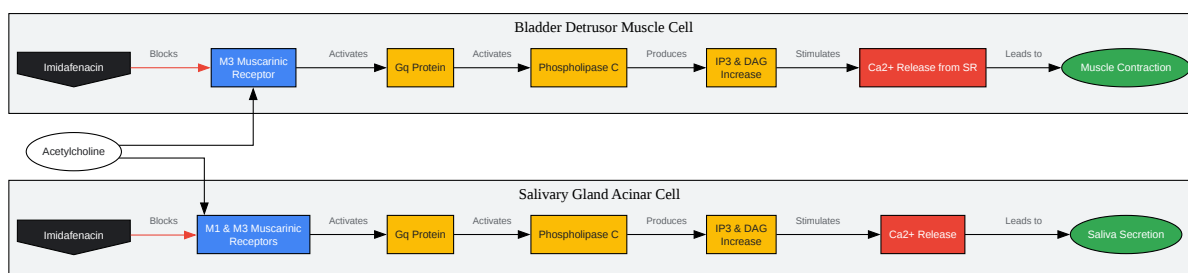 Bladder Detrusor Muscle Cell
Imidafenacin
Blocks
M3 Muscarinic
Receptor
Activates
Gq Protein
Activates
Phospholipase C
Produces
IP3 & DAG
Increase
Stimulates
Ca2+ Release from SR
Leads to
Muscle Contraction
Acetylcholine
Salivary Gland Acinar Cell
Imidafenacin
Blocks
M1 & M3 Muscarinic
Receptors
Activates
Gq Protein
Activates
Phospholipase C
Produces
IP3 & DAG
Increase
Stimulates
Ca2+ Release
Leads to
Saliva Secretion